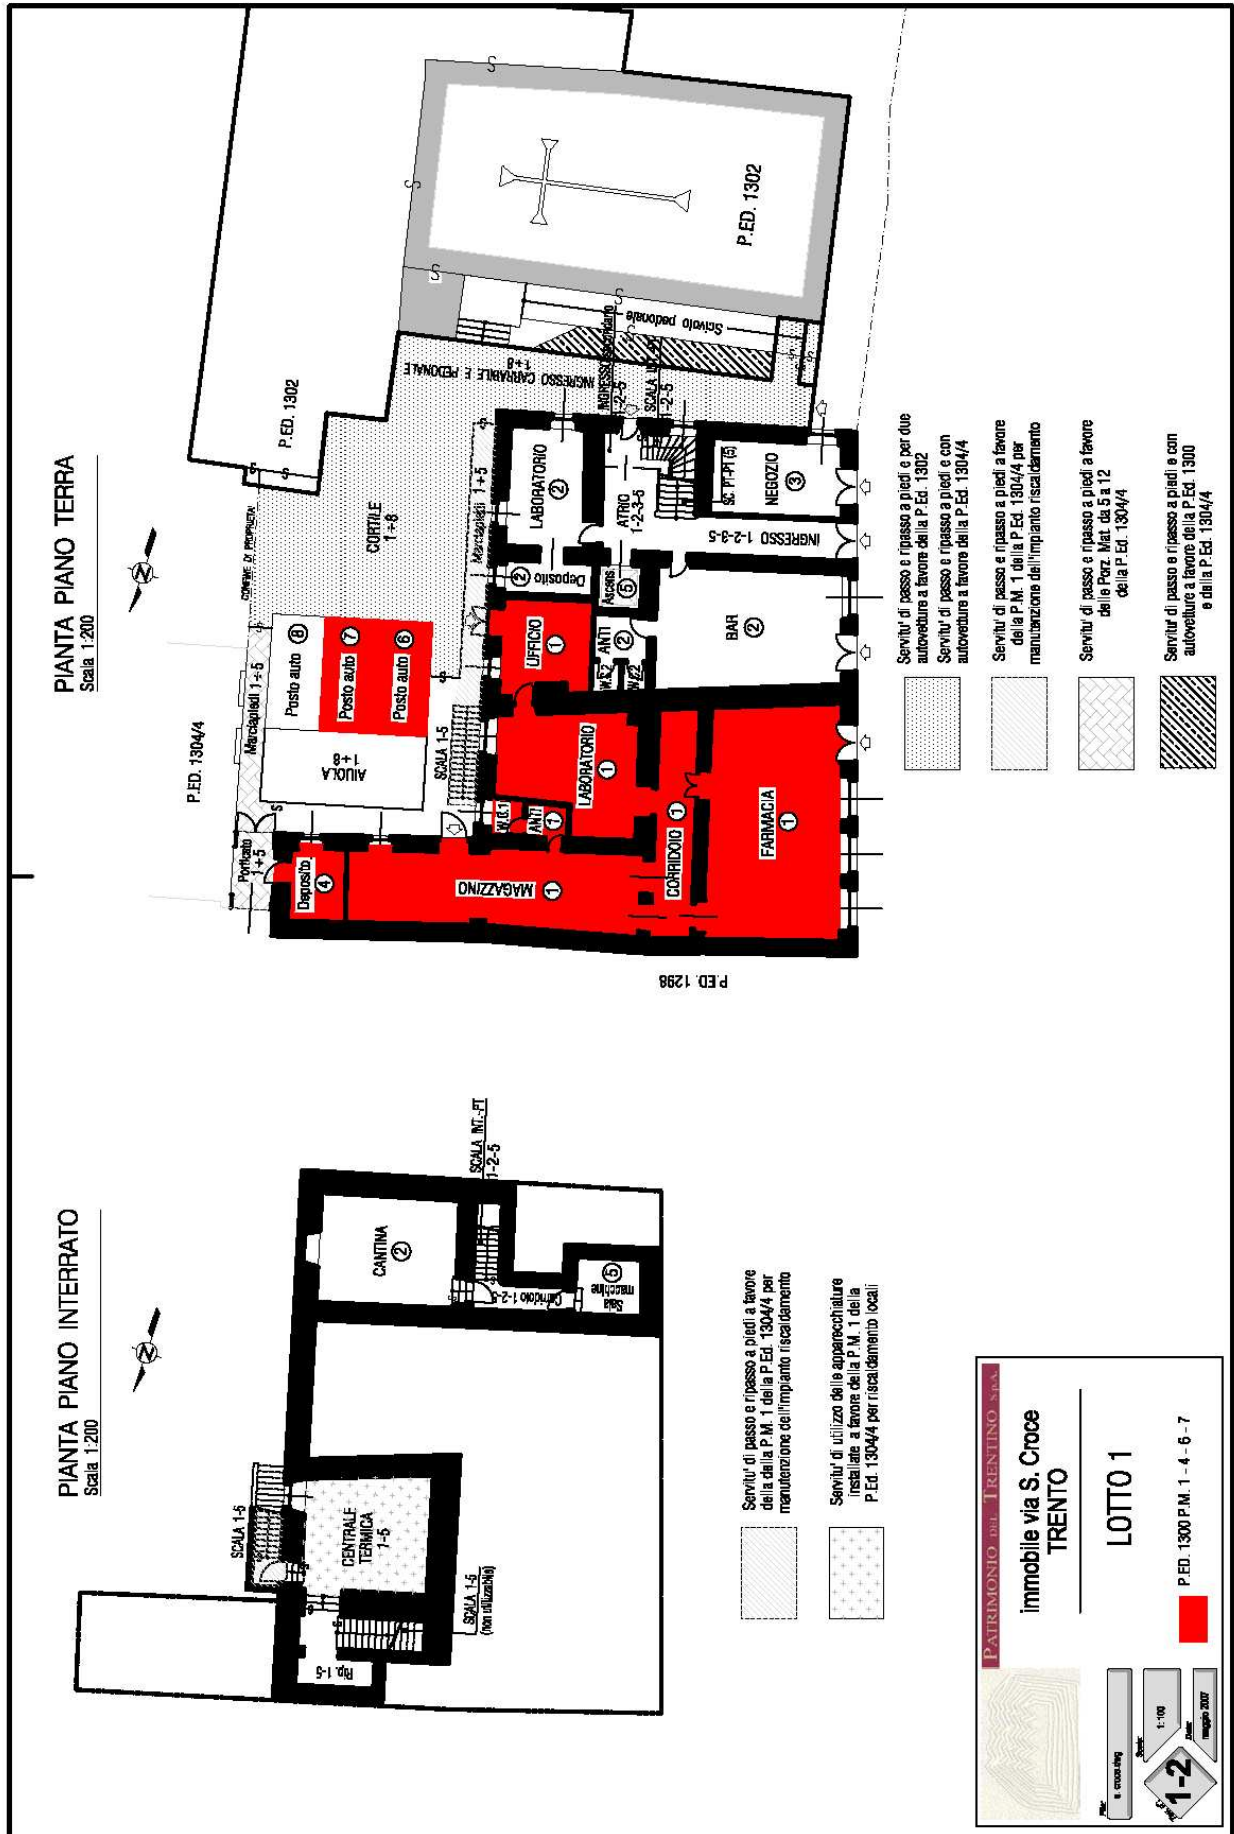 PIANTA PIANO INTERRATO
Scala 1:200
N
SCALA 1-5
CENTRALE
TERMICA
1-5
Rip. 1-5
SCALA 1-5
(non utilizzabile)
CANTINA
2
SCALA INT.-PT
1-2-5
Corridoio 1-2-5
Sala
macchine
5
Servitu' di passo e ripasso a piedi a favore
della della P.M. 1 della P.Ed. 1304/4 per
manutenzione dell'impianto riscaldamento
Servitu' di utilizzo delle apparecchiature
installate a favore della P.M. 1 della
P.Ed. 1304/4 per riscaldamento locali
PIANTA PIANO TERRA
Scala 1:200
N
P.ED. 1304/4
P.ED. 1302
P.ED. 1302
P.ED. 1298
CONFINE DI PROPRIETA'
Marciapiedi 1÷5
Porticato
1÷5
Posto auto 8
Posto auto 7
Posto auto 6
AIUOLA
1÷8
CORTILE
1÷8
Marciapiedi 1÷5
SCALA 1-5
INGRESSO CARRABILE E PEDONALE
1÷8
Scivolo pedonale
INGRESSO SECONDARIO
1-2-5
1-2-5
Deposito
4
MAGAZZINO
1
W.C.1
ANTI
1
LABORATORIO
1
UFFICIO
1
CORRIDOIO 1
FARMACIA
1
Deposito
2
LABORATORIO
2
ATRIO
1-2-3-5
Ascens.
5
ANTI
2
W.C.2
W.C.2
BAR
2
INGRESSO 1-2-3-5
SC. PT-P1 (5)
NEGOZIO
3
Servitu' di passo e ripasso a piedi e per due
autovetture a favore della P.Ed. 1302
Servitu' di passo e ripasso a piedi e con
autovetture a favore della P.Ed. 1304/4
Servitu' di passo e ripasso a piedi a favore
della P.M. 1 della P.Ed. 1304/4 per
manutenzione dell'impianto riscaldamento
Servitu' di passo e ripasso a piedi a favore
delle Porz. Mat. da 5 a 12
della P.Ed. 1304/4
Servitu' di passo e ripasso a piedi e con
autovetture a favore della P.Ed. 1300
e della P.Ed. 1304/4
PATRIMONIO DEL TRENTINO S.p.A.
immobile via S. Croce
TRENTO
LOTTO 1
P.ED. 1300 P.M. 1 - 4 - 6 - 7
File:
s. croce.dwg
Scala:
1:100
Data:
maggio 2007
1-2